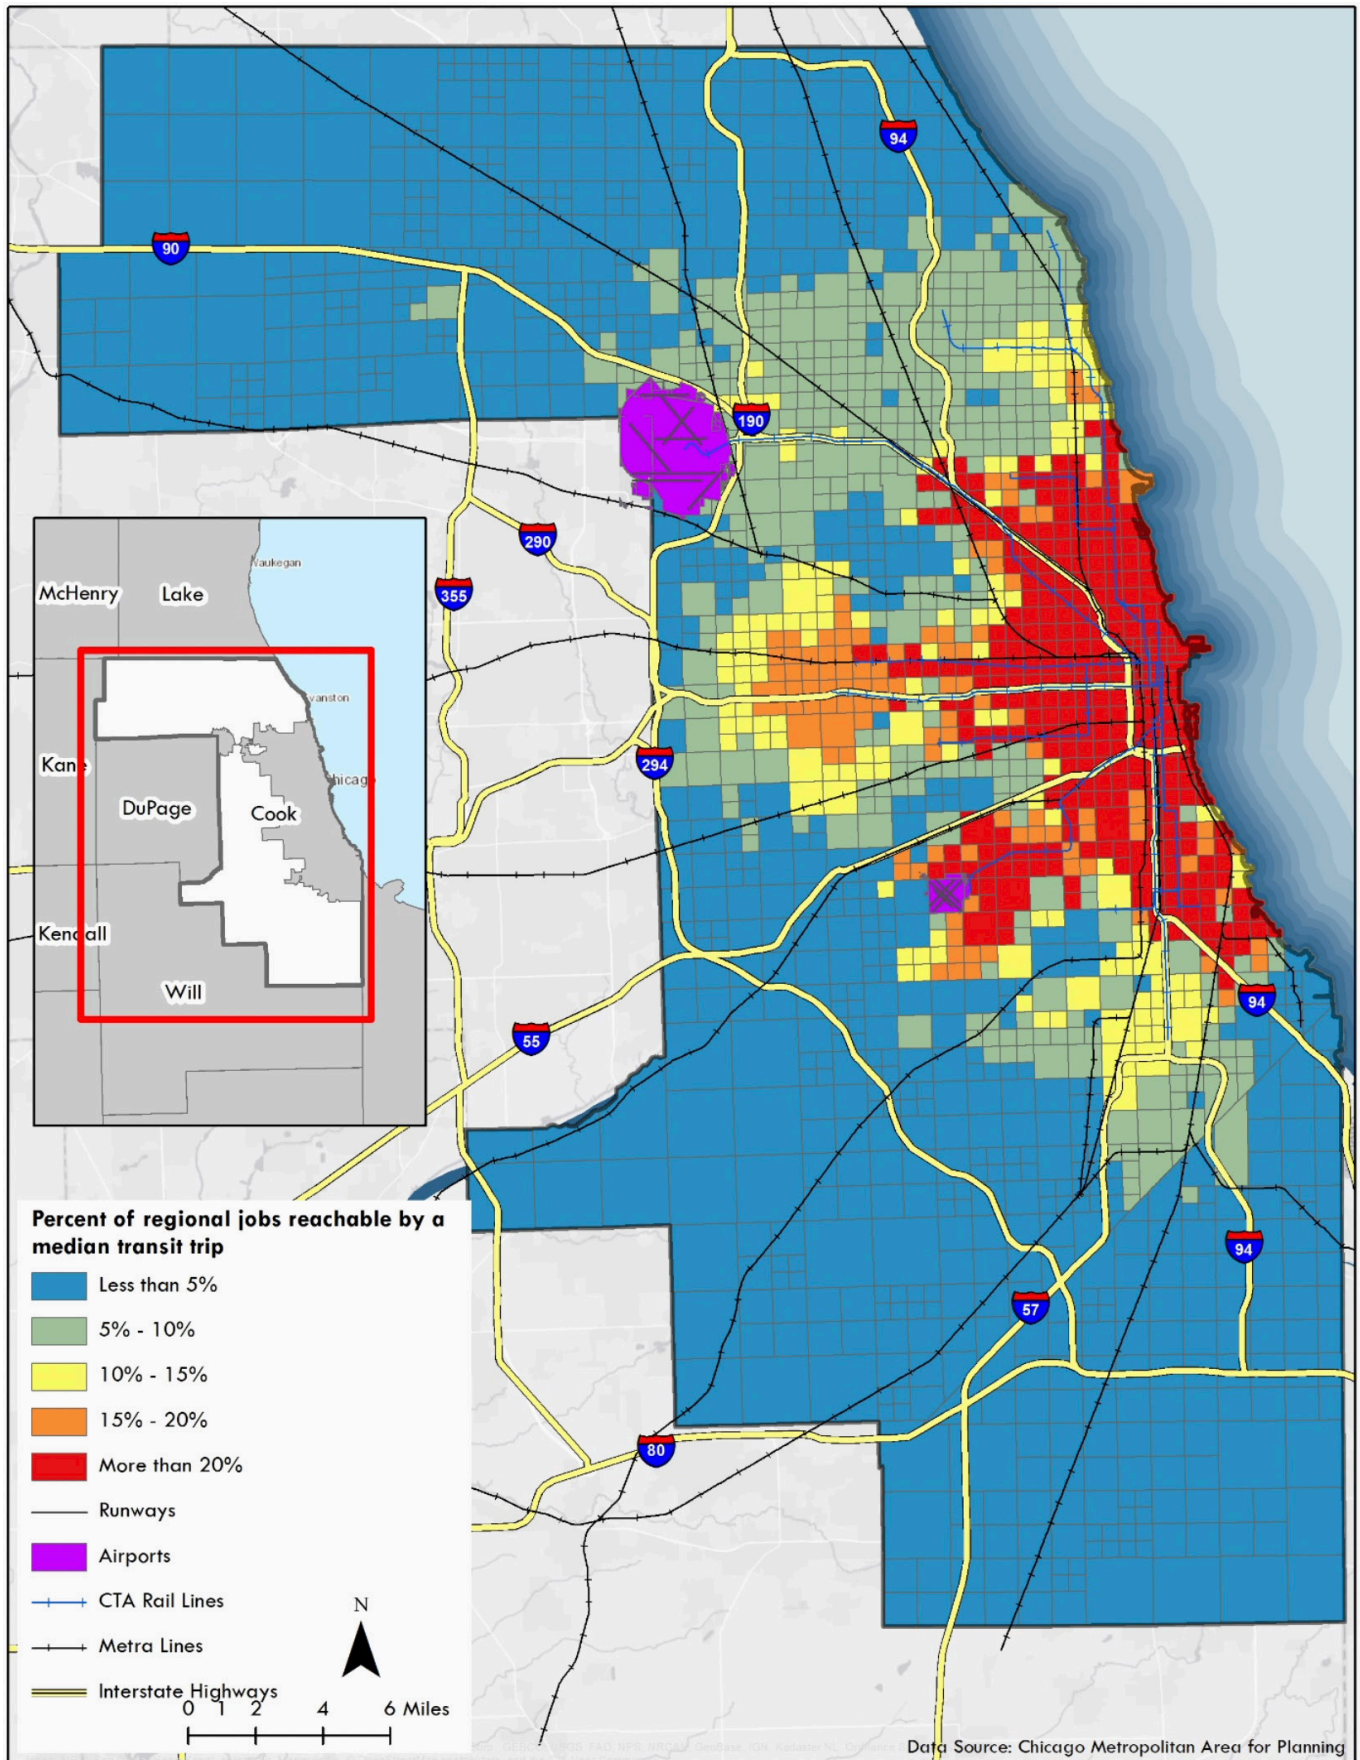 94
90
190
290
355
294
94
55
94
57
80
Waukegan
McHenry
Lake
Kane
DuPage
Cook
Kendall
Will
Percent of regional jobs reachable by a
median transit trip
Less than 5%
5% - 10%
10% - 15%
15% - 20%
More than 20%
Runways
Airports
CTA Rail Lines
Metra Lines
Interstate Highways
N
0 1 2 4 6 Miles
Data Source: Chicago Metropolitan Area for Planning